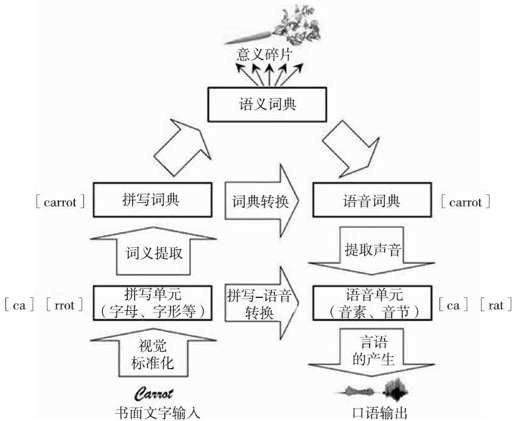 意义碎片
语义词典
[carrot] 拼写词典 词典转换 语音词典 [carrot]
词义提取 提取声音
[ca] [rrot] 拼写单元 拼写-语音 语音单元 [ca] [rat]
(字母、字形等) 转换 (音素、音节)
视觉 言语
标准化 的产生
Carrot
书面文字输入 口语输出